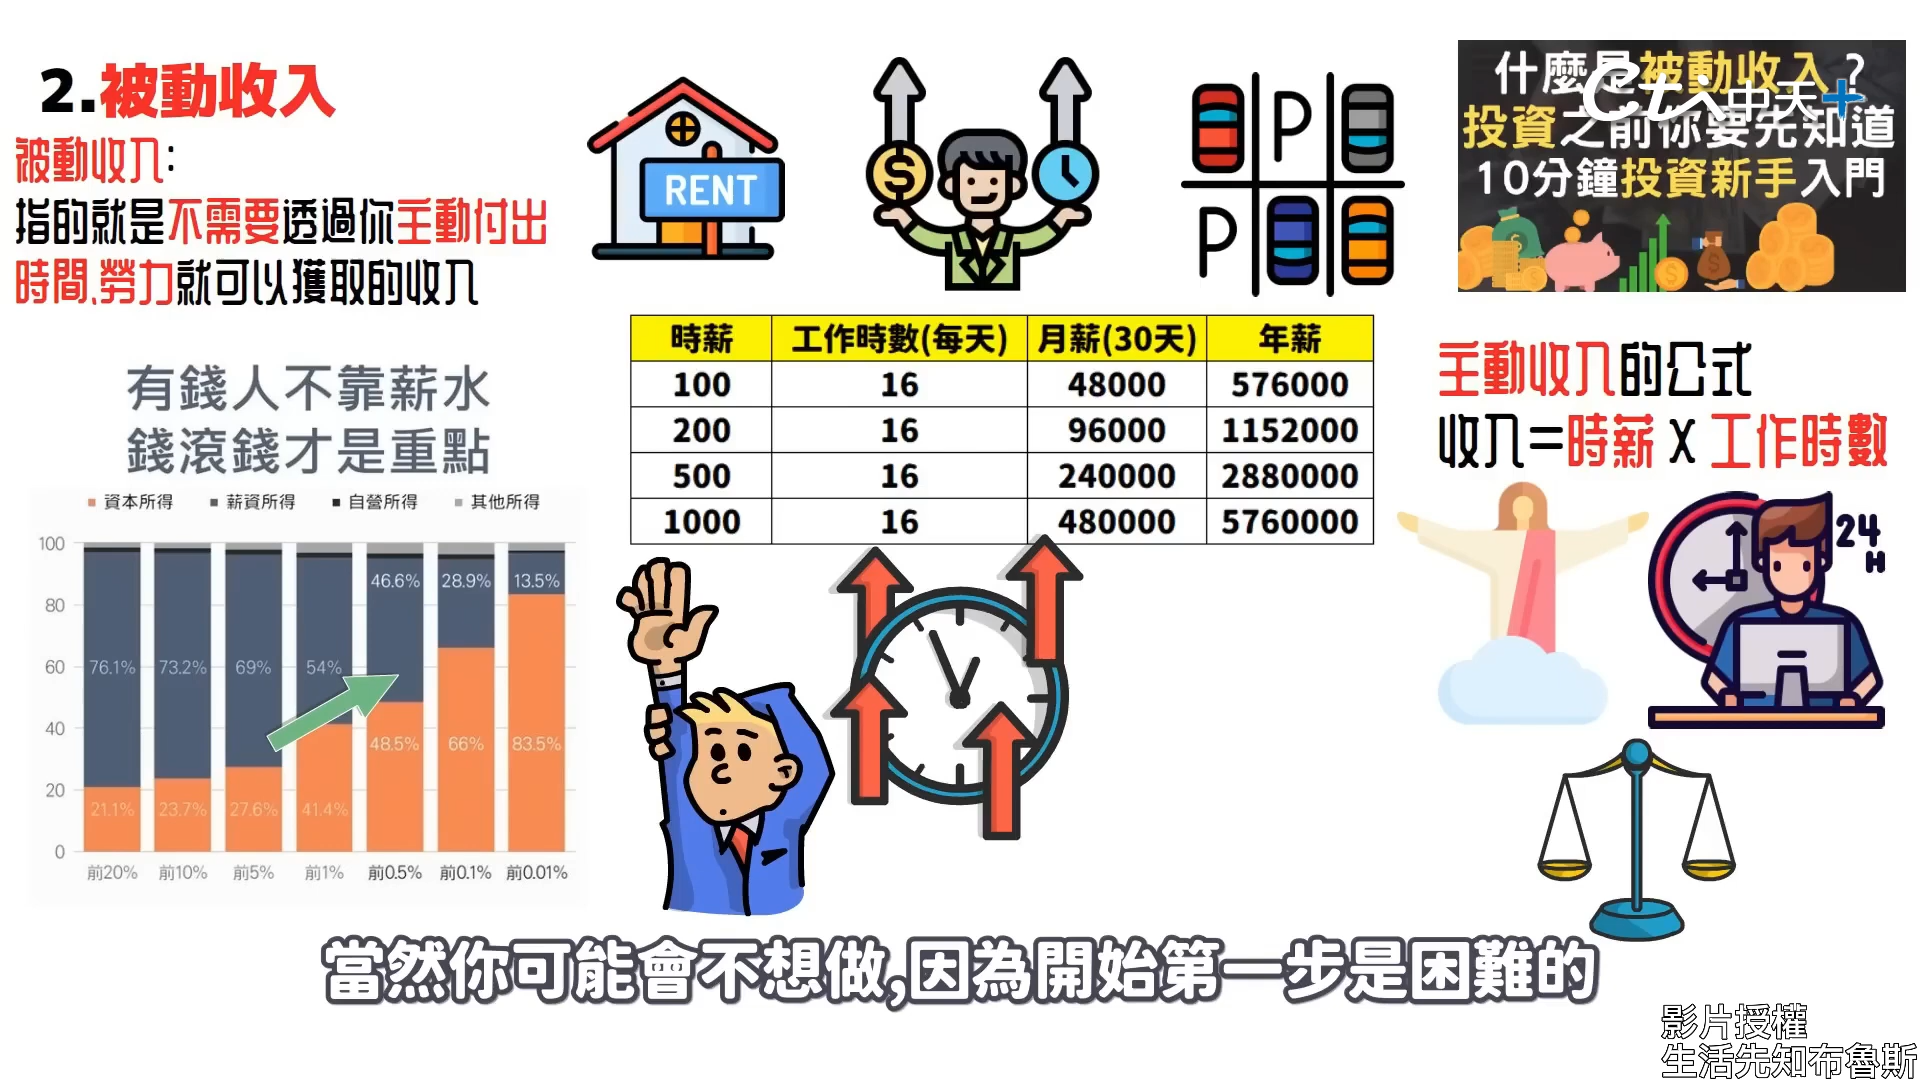 2.被動收入
被動收入:
指的就是不需要透過你主動付出
時間、勞力就可以獲取的收入
RENT
P
P
什麼是被動收入?
投資之前你要先知道
10分鐘投資新手入門
cti中天+
有錢人不靠薪水
錢滾錢才是重點
資本所得 薪資所得 自營所得 其他所得
100
80
60
40
20
0
46.6% 28.9% 13.5%
76.1% 73.2% 69% 54%
48.5% 66% 83.5%
21.1% 23.7% 27.6% 41.4%
前20% 前10% 前5% 前1% 前0.5% 前0.1% 前0.01%
時薪 工作時數(每天) 月薪(30天) 年薪
100 16 48000 576000
200 16 96000 1152000
500 16 240000 2880000
1000 16 480000 5760000
主動收入的公式
收入=時薪 X 工作時數
24
H
當然你可能會不想做,因為開始第一步是困難的
影片授權
生活先知布魯斯